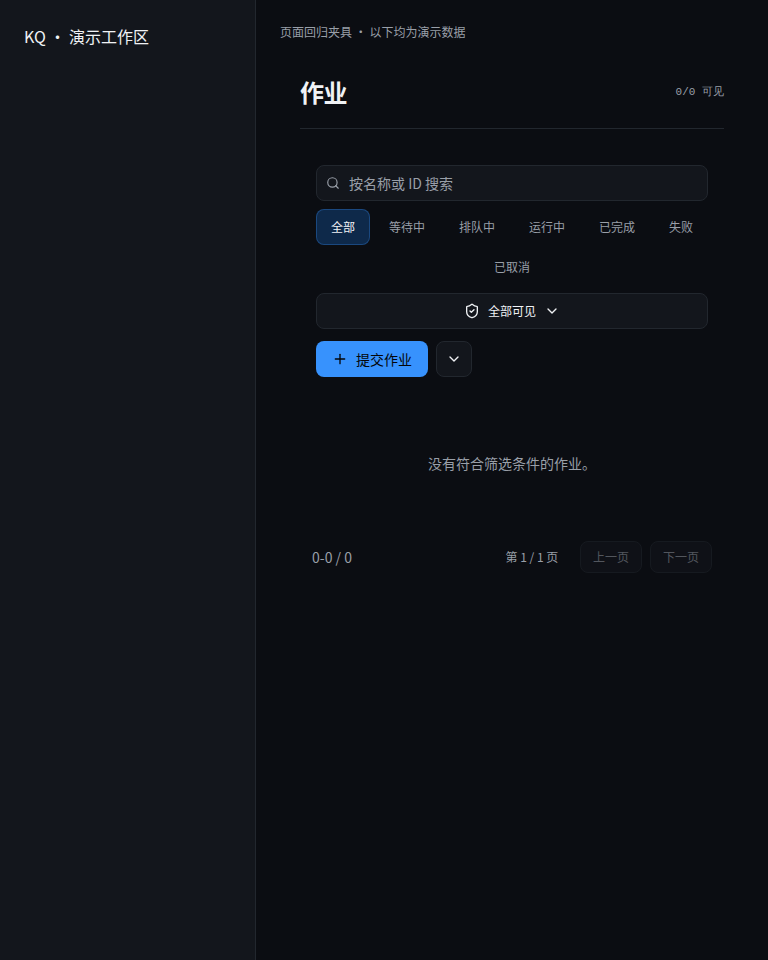 KQ · 演示工作区
页面回归夹具 · 以下均为演示数据
作业
0/0 可见
按名称或 ID 搜索
全部 等待中 排队中 运行中 已完成 失败
已取消
全部可见
提交作业
没有符合筛选条件的作业。
0-0 / 0 第 1 / 1 页 上一页 下一页